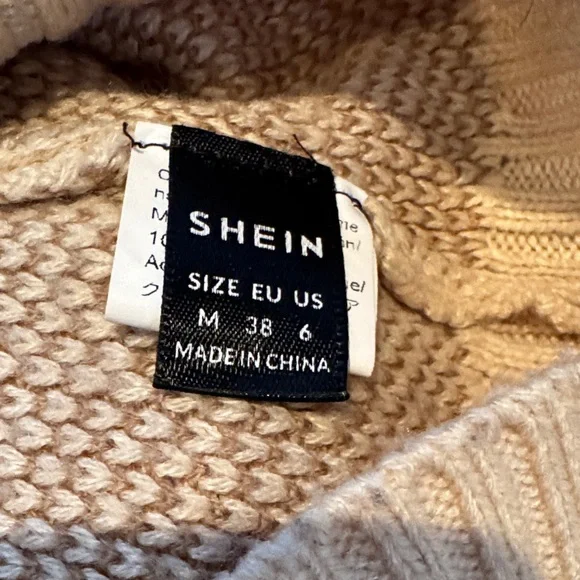 SHEIN
SIZE EU US
M 38 6
MADE IN CHINA